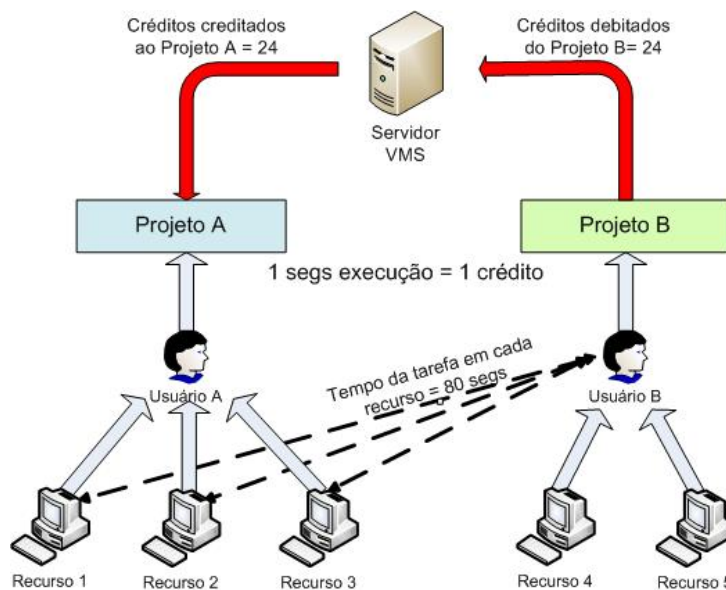 Créditos creditados
ao Projeto A = 24
Créditos debitados
do Projeto B= 24
Servidor
VMS
Projeto A
Projeto B
1 segs execução = 1 crédito
Tempo da tarefa em cada
recurso = 80 segs
Usuário A
Usuário B
Recurso 1
Recurso 2
Recurso 3
Recurso 4
Recurso 5